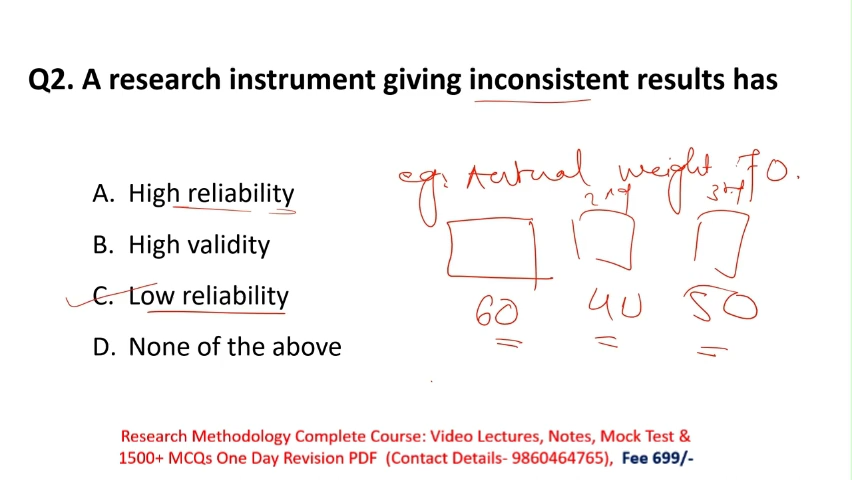 Q2. A research instrument giving inconsistent results has
eg: Actual weight 70.
A. High reliability
2nd 3rd
B. High validity
C. Low reliability
60 40 50
D. None of the above
Research Methodology Complete Course: Video Lectures, Notes, Mock Test &
1500+ MCQs One Day Revision PDF (Contact Details- 9860464765), Fee 699/-